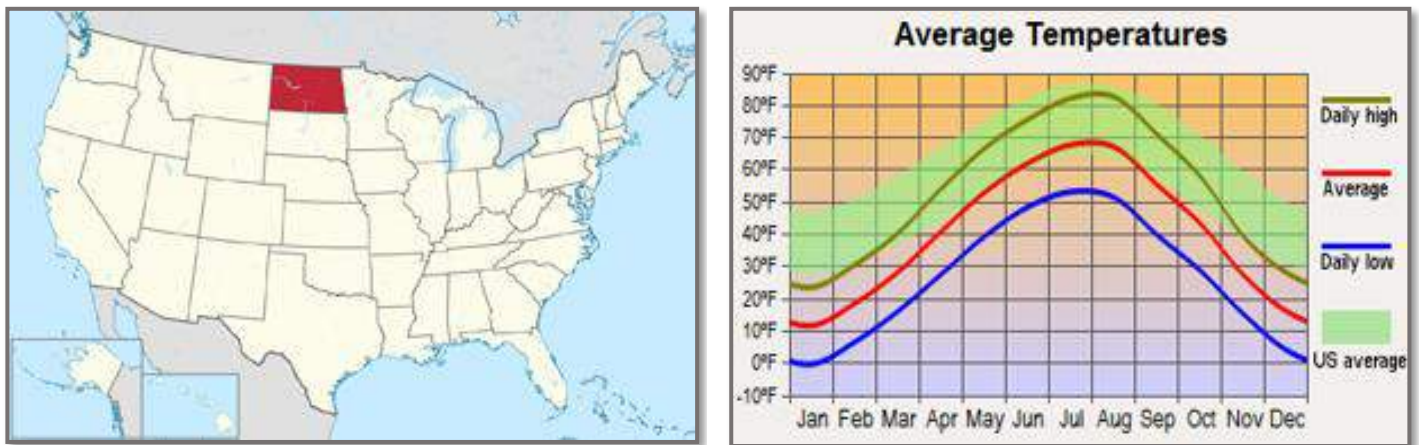 Average Temperatures
90ºF
80ºF
70ºF
60ºF
50ºF
40ºF
30ºF
20ºF
10ºF
0ºF
-10ºF
Jan Feb Mar Apr May Jun Jul Aug Sep Oct Nov Dec
Daily high
Average
Daily low
US average